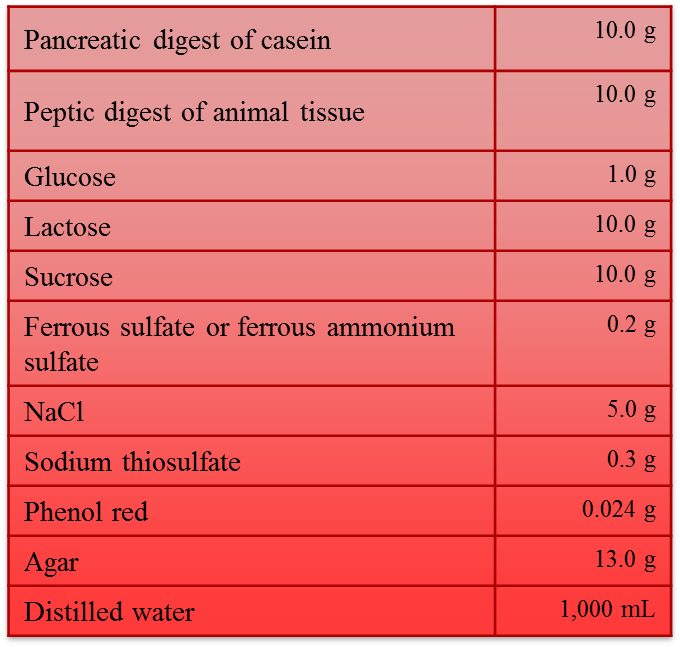 Pancreatic digest of casein 10.0 g
Peptic digest of animal tissue 10.0 g
Glucose 1.0 g
Lactose 10.0 g
Sucrose 10.0 g
Ferrous sulfate or ferrous ammonium 0.2 g
sulfate
NaCl 5.0 g
Sodium thiosulfate 0.3 g
Phenol red 0.024 g
Agar 13.0 g
Distilled water 1,000 mL